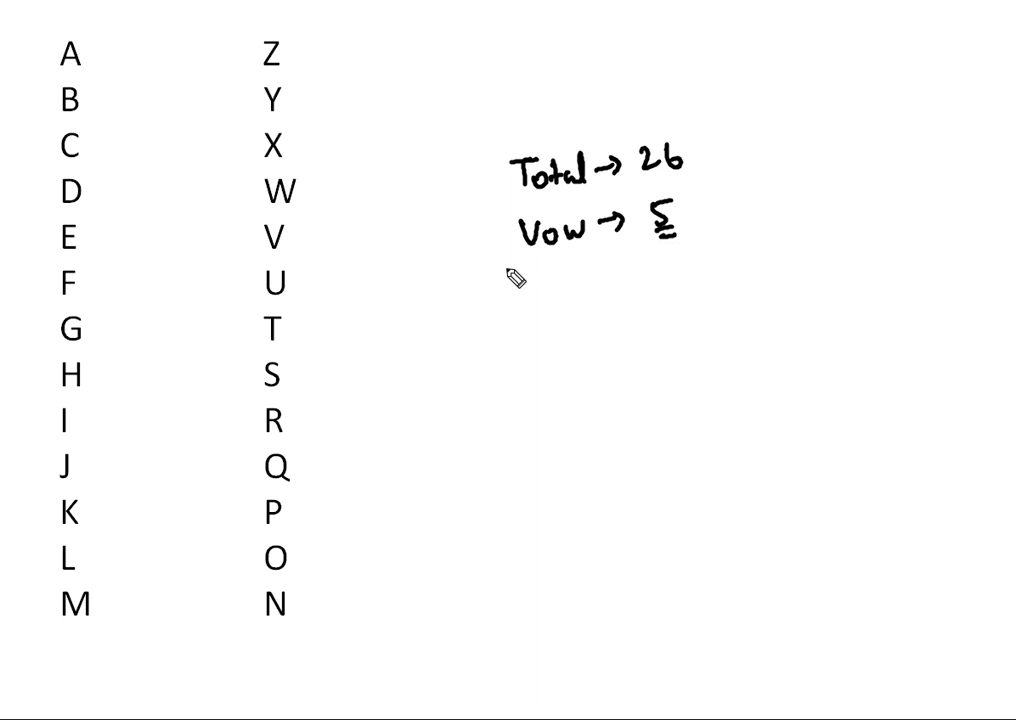 A Z
B Y
C X
D W
E V
F U
G T
H S
I R
J Q
K P
L O
M N
Total → 26
Vow → 5